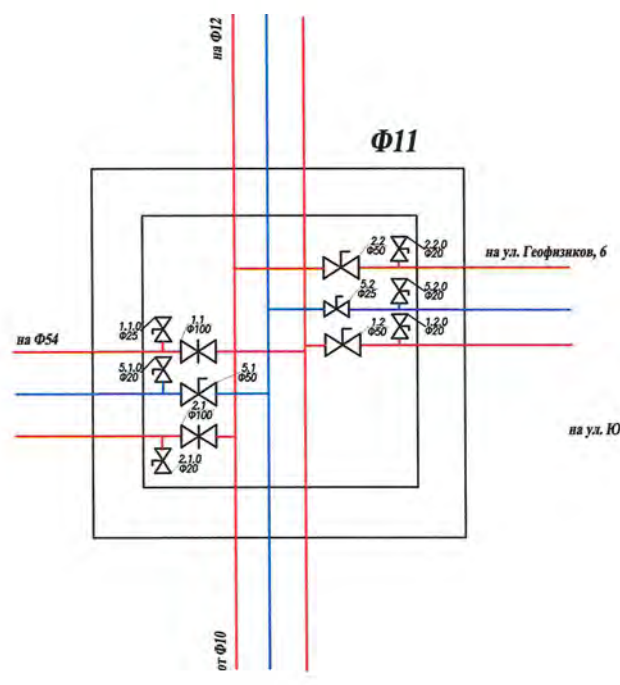 на Ф12
Ф11
2.2
Ф50
2.2.0
Ф20
на ул. Геофизиков, 6
5.2
Ф25
5.2.0
Ф20
1.1.0
Ф25
1.1
Ф100
1.2
Ф50
1.2.0
Ф20
на Ф54
5.1.0
Ф20
5.1
Ф50
2.1
Ф100
на ул. Ю
2.1.0
Ф20
от Ф10